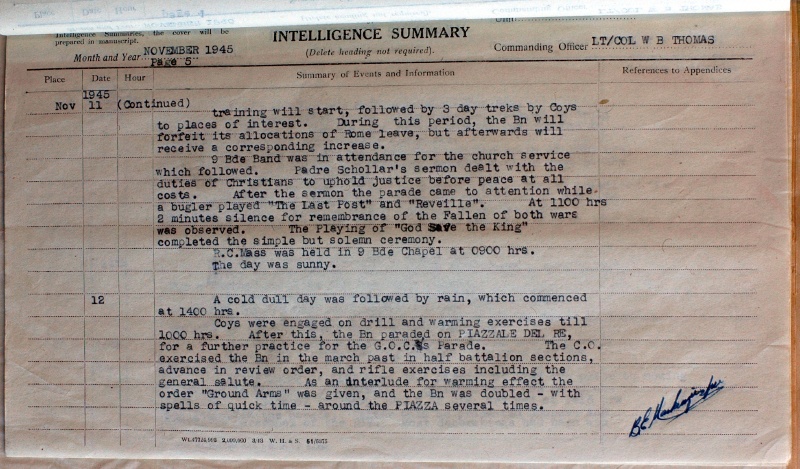 Intelligence Summaries, the cover will be
prepared in manuscript.
INTELLIGENCE SUMMARY
(Delete heading not required).
Month and Year NOVEMBER 1945
Page 5
Commanding Officer LT/COL W B THOMAS
Place Date Hour Summary of Events and Information References to Appendices
1945
Nov 11 (Continued)
training will start, followed by 3 day treks by Coys
to places of interest. During this period, the Bn will
forfeit its allocations of Rome leave, but afterwards will
receive a corresponding increase.
9 Bde Band was in attendance for the church service
which followed. Padre Schollar's sermon dealt with the
duties of Christians to uphold justice before peace at all
costs. After the sermon the parade came to attention while
a bugler played "The Last Post" and "Reveille". At 1100 hrs
2 minutes silence for remembrance of the Fallen of both wars
was observed. The Playing of "God Save the King"
completed the simple but solemn ceremony.
R.C.Mass was held in 9 Bde Chapel at 0900 hrs.
The day was sunny.
12 A cold dull day was followed by rain, which commenced
at 1400 hrs.
Coys were engaged on drill and warming exercises till
1000 hrs. After this, the Bn paraded on PIAZZALE DEL RE,
for a further practice for the G.O.C's Parade. The C.O.
exercised the Bn in the march past in half battalion sections,
advance in review order, and rifle exercises including the
general salute. As an interlude for warming effect the
order "Ground Arms" was given, and the Bn was doubled - with
spells of quick time - around the PIAZZA several times.